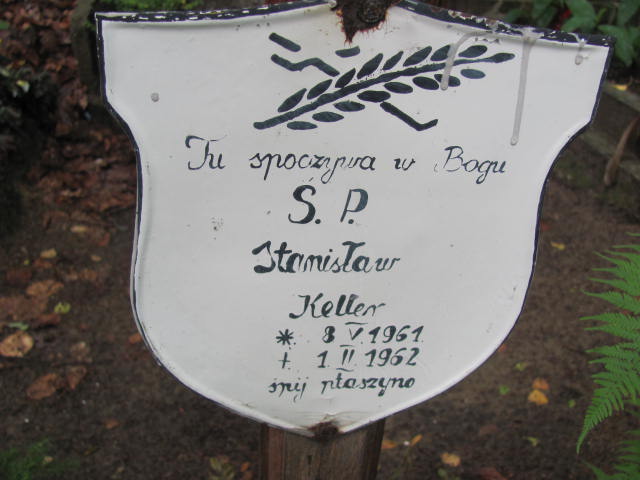 Tu spoczywa w Bogu
Ś. P.
Stanisław
Keller
* 8 V 1961
+ 1 II 1962
śpij ptaszyno